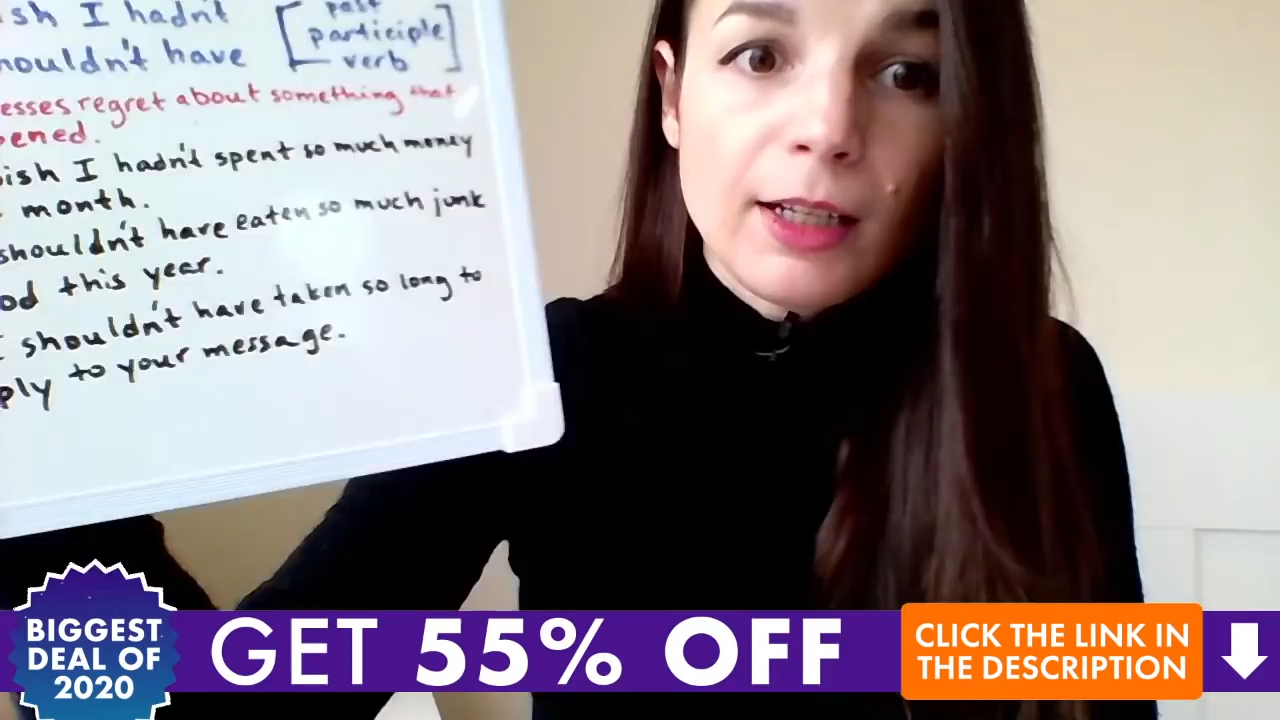 sh I hadn't
houldn't have
[past
participle
verb]
esses regret about something that
pened.
ish I hadn't spent so much money
month.
shouldn't have eaten so much junk
od this year.
I shouldn't have taken so long to
ply to your message.
BIGGEST
DEAL OF
2020
GET 55% OFF
CLICK THE LINK IN
THE DESCRIPTION